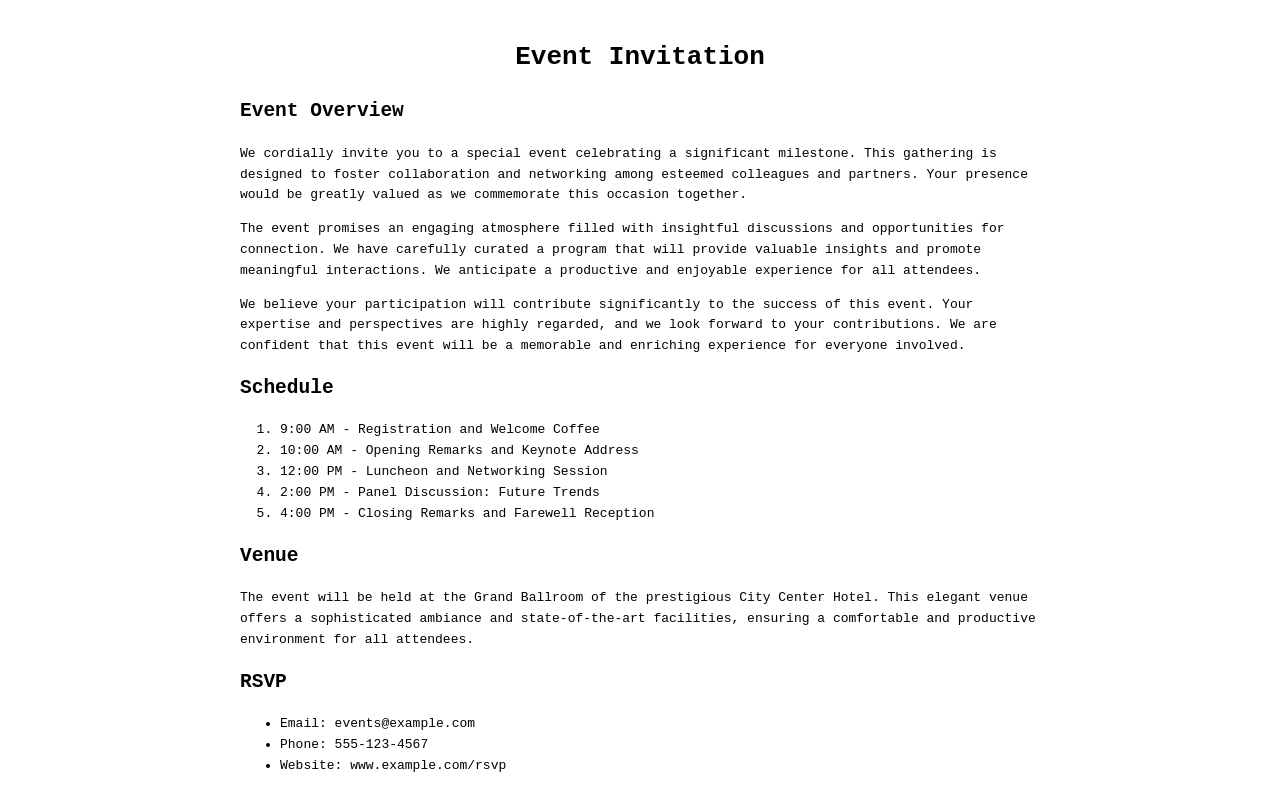 Event Invitation
Event Overview
We cordially invite you to a special event celebrating a significant milestone. This gathering is
designed to foster collaboration and networking among esteemed colleagues and partners. Your presence
would be greatly valued as we commemorate this occasion together.
The event promises an engaging atmosphere filled with insightful discussions and opportunities for
connection. We have carefully curated a program that will provide valuable insights and promote
meaningful interactions. We anticipate a productive and enjoyable experience for all attendees.
We believe your participation will contribute significantly to the success of this event. Your
expertise and perspectives are highly regarded, and we look forward to your contributions. We are
confident that this event will be a memorable and enriching experience for everyone involved.
Schedule
1. 9:00 AM - Registration and Welcome Coffee
2. 10:00 AM - Opening Remarks and Keynote Address
3. 12:00 PM - Luncheon and Networking Session
4. 2:00 PM - Panel Discussion: Future Trends
5. 4:00 PM - Closing Remarks and Farewell Reception
Venue
The event will be held at the Grand Ballroom of the prestigious City Center Hotel. This elegant venue
offers a sophisticated ambiance and state-of-the-art facilities, ensuring a comfortable and productive
environment for all attendees.
RSVP
• Email: events@example.com
• Phone: 555-123-4567
• Website: www.example.com/rsvp